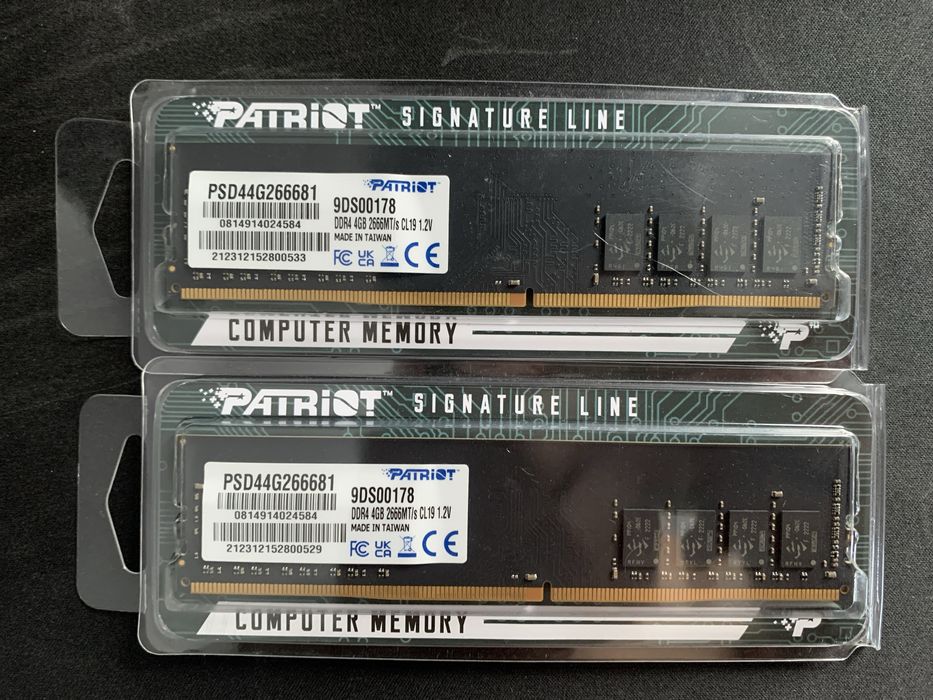 PATRIOT™ SIGNATURE LINE
PATRIOT
PSD44G266681
9DS00178
0814914024584
DDR4 4GB 2666MT/s CL19 1.2V
MADE IN TAIWAN
212312152800533
FC UK CA CE
COMPUTER MEMORY
P
PATRIOT™ SIGNATURE LINE
PATRIOT
PSD44G266681
9DS00178
0814914024584
DDR4 4GB 2666MT/s CL19 1.2V
MADE IN TAIWAN
212312152800529
FC UK CA CE
COMPUTER MEMORY
P